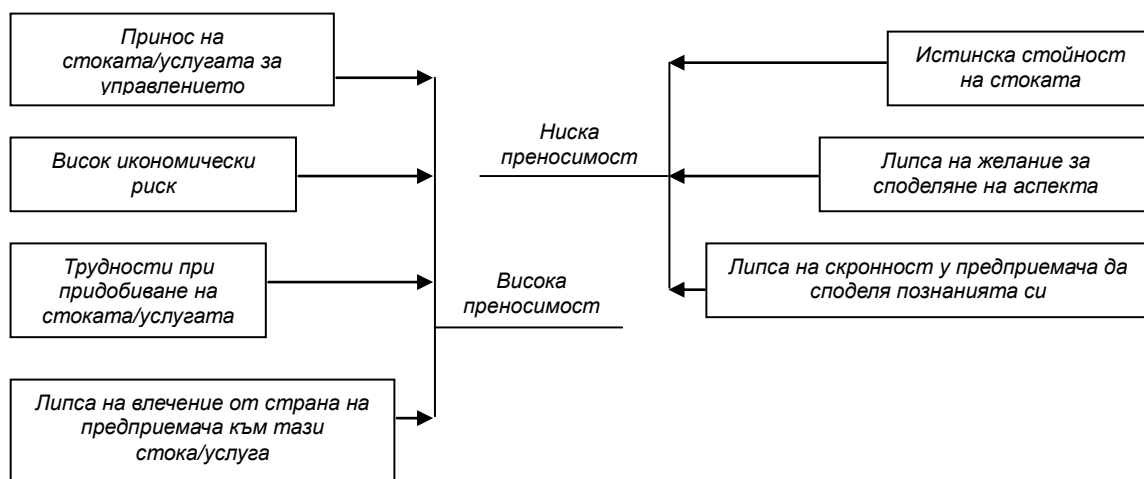 Принос на
стоката/услугата за
управлението
Висок икономически
риск
Трудности при
придобиване на
стоката/услугата
Липса на влечение от страна на
предприемача към тази
стока/услуга
Ниска
преносимост
Висока
преносимост
Истинска стойност
на стоката
Липса на желание за
споделяне на аспекта
Липса на скронност у предприемача да
споделя познанията си